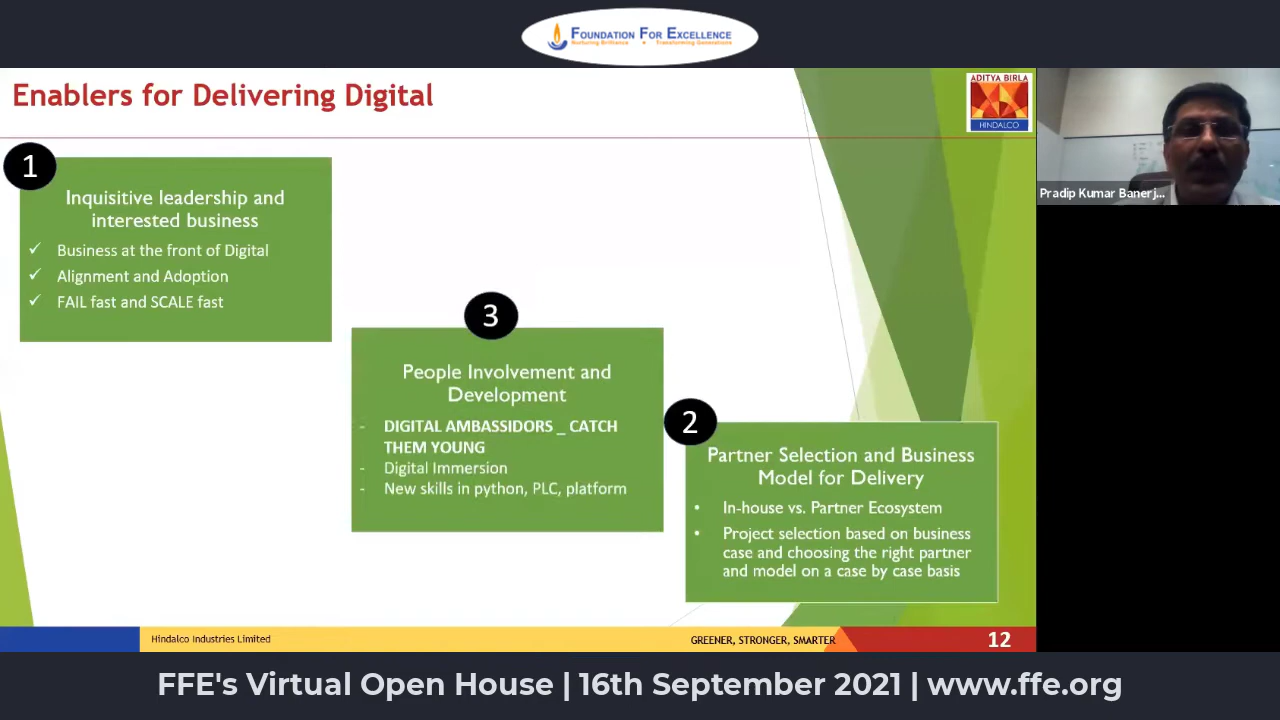 FOUNDATION FOR EXCELLENCE
Nurturing Brilliance • Transforming Generations
Enablers for Delivering Digital
ADITYA BIRLA
HINDALCO
Pradip Kumar Banerj...
1
Inquisitive leadership and
interested business
✓ Business at the front of Digital
✓ Alignment and Adoption
✓ FAIL fast and SCALE fast
3
People Involvement and
Development
- DIGITAL AMBASSIDORS _ CATCH
THEM YOUNG
- Digital Immersion
- New skills in python, PLC, platform
2
Partner Selection and Business
Model for Delivery
• In-house vs. Partner Ecosystem
• Project selection based on business
case and choosing the right partner
and model on a case by case basis
Hindalco Industries Limited
GREENER, STRONGER, SMARTER
12
FFE's Virtual Open House | 16th September 2021 | www.ffe.org